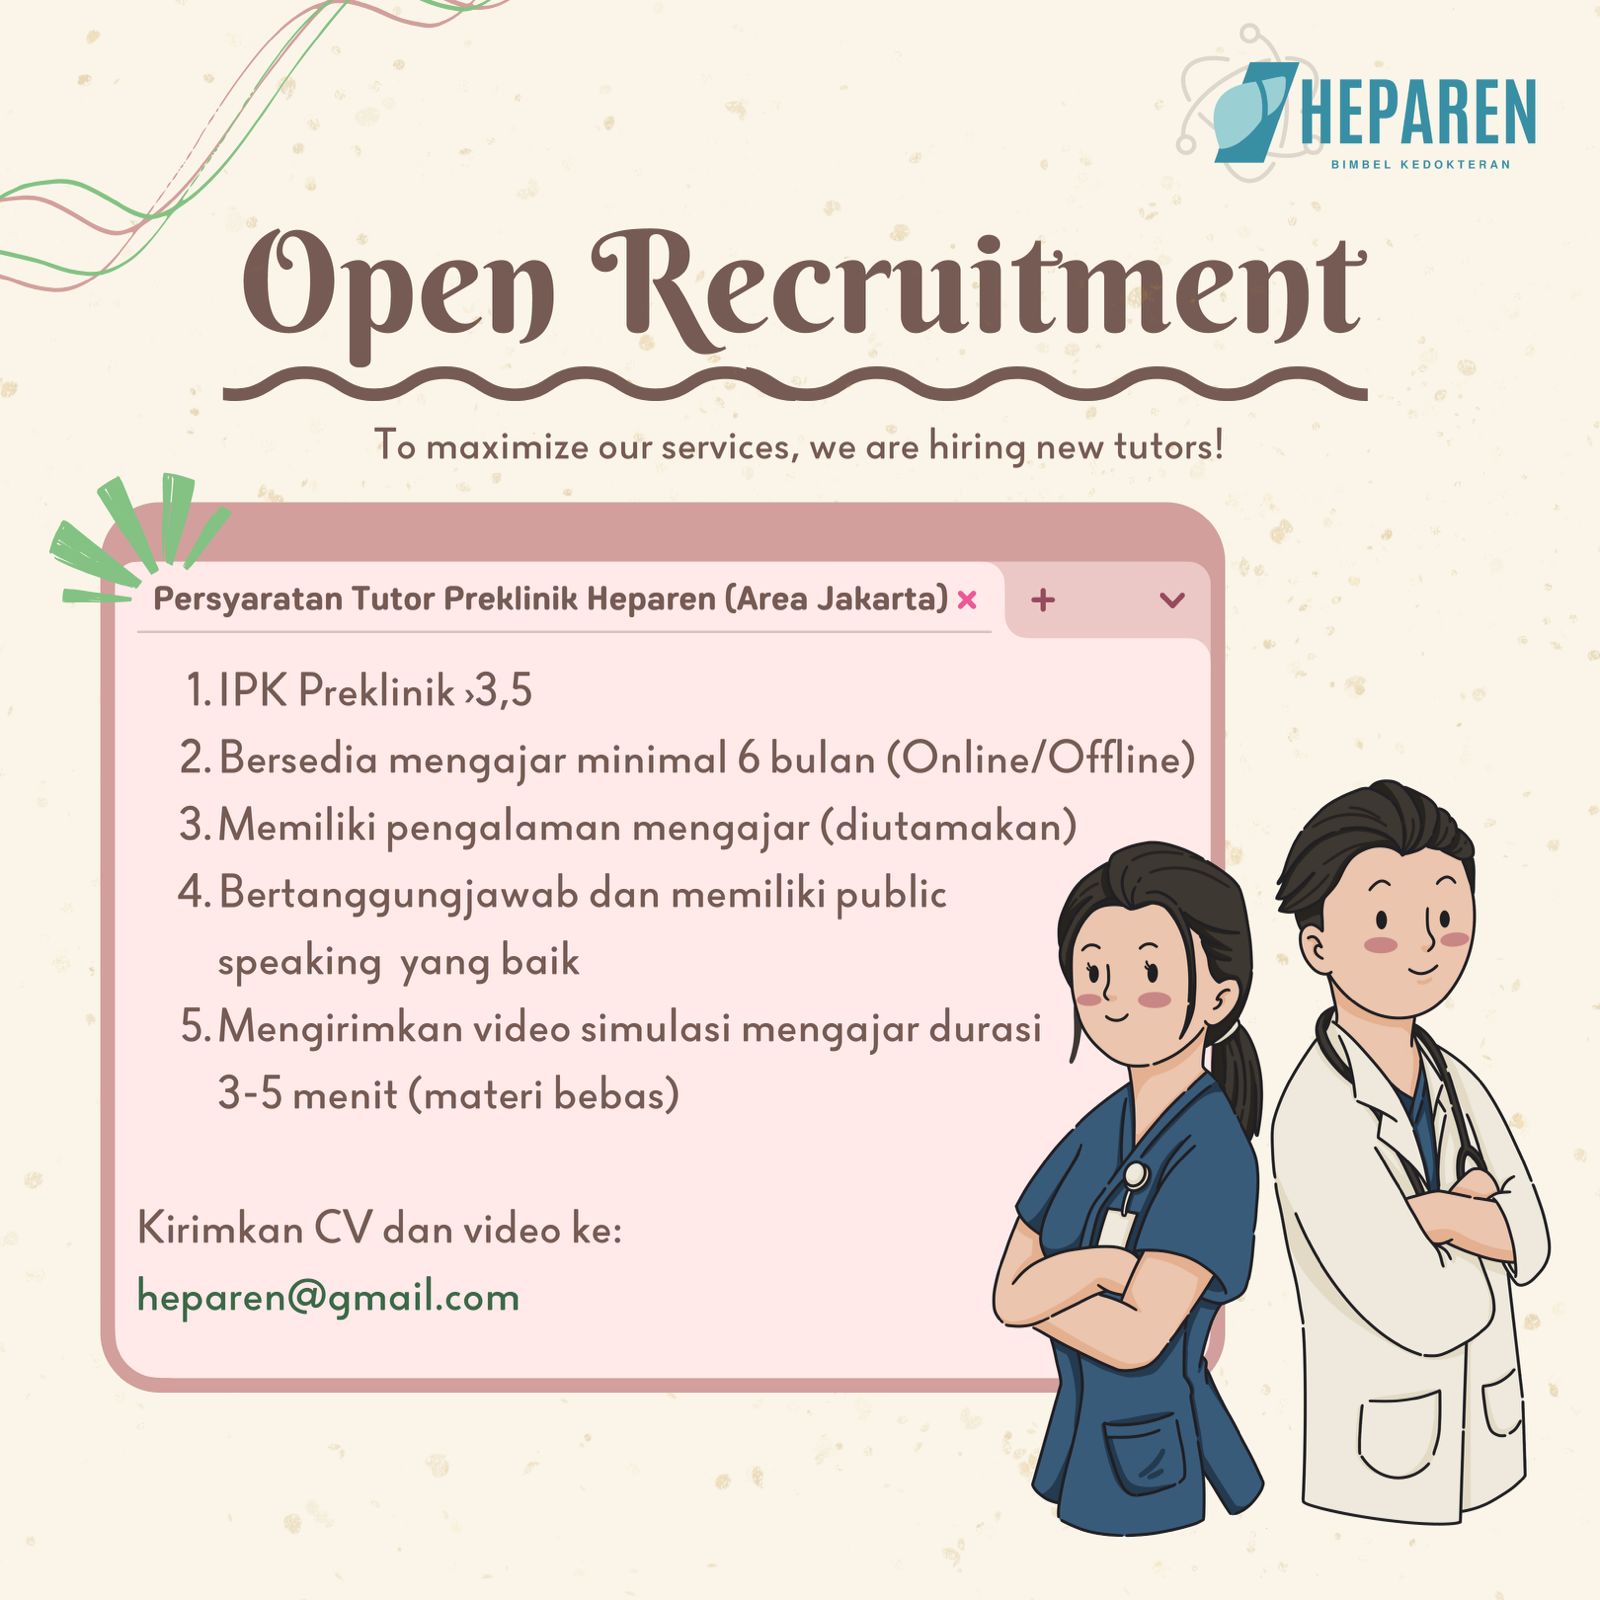 HEPAREN
BIMBEL KEDOKTERAN
Open Recruitment
To maximize our services, we are hiring new tutors!
Persyaratan Tutor Preklinik Heparen (Area Jakarta) × +
1. IPK Preklinik ›3,5
2. Bersedia mengajar minimal 6 bulan (Online/Offline)
3. Memiliki pengalaman mengajar (diutamakan)
4. Bertanggungjawab dan memiliki public
speaking yang baik
5. Mengirimkan video simulasi mengajar durasi
3-5 menit (materi bebas)
Kirimkan CV dan video ke:
heparen@gmail.com